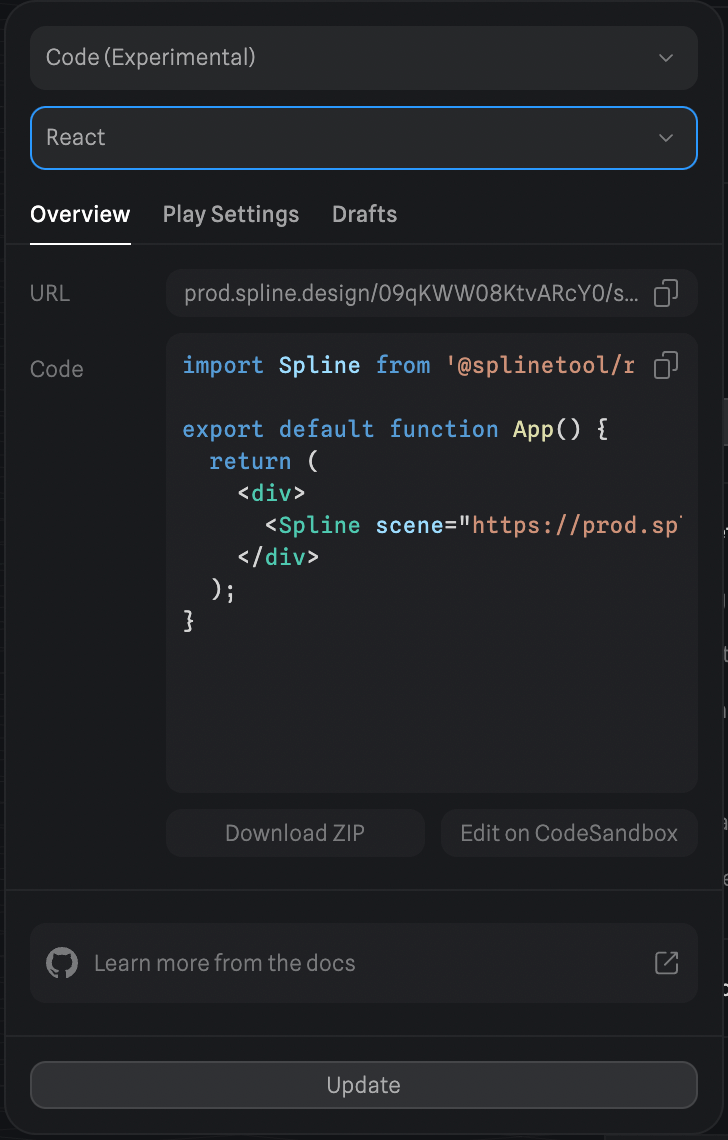 Code (Experimental)
React
Overview Play Settings Drafts
URL prod.spline.design/09qKWW08KtvARcY0/s...
Code
import Spline from '@splinetool/r
export default function App() {
return (
<div>
<Spline scene="https://prod.sp
</div>
);
}
Download ZIP Edit on CodeSandbox
Learn more from the docs
Update